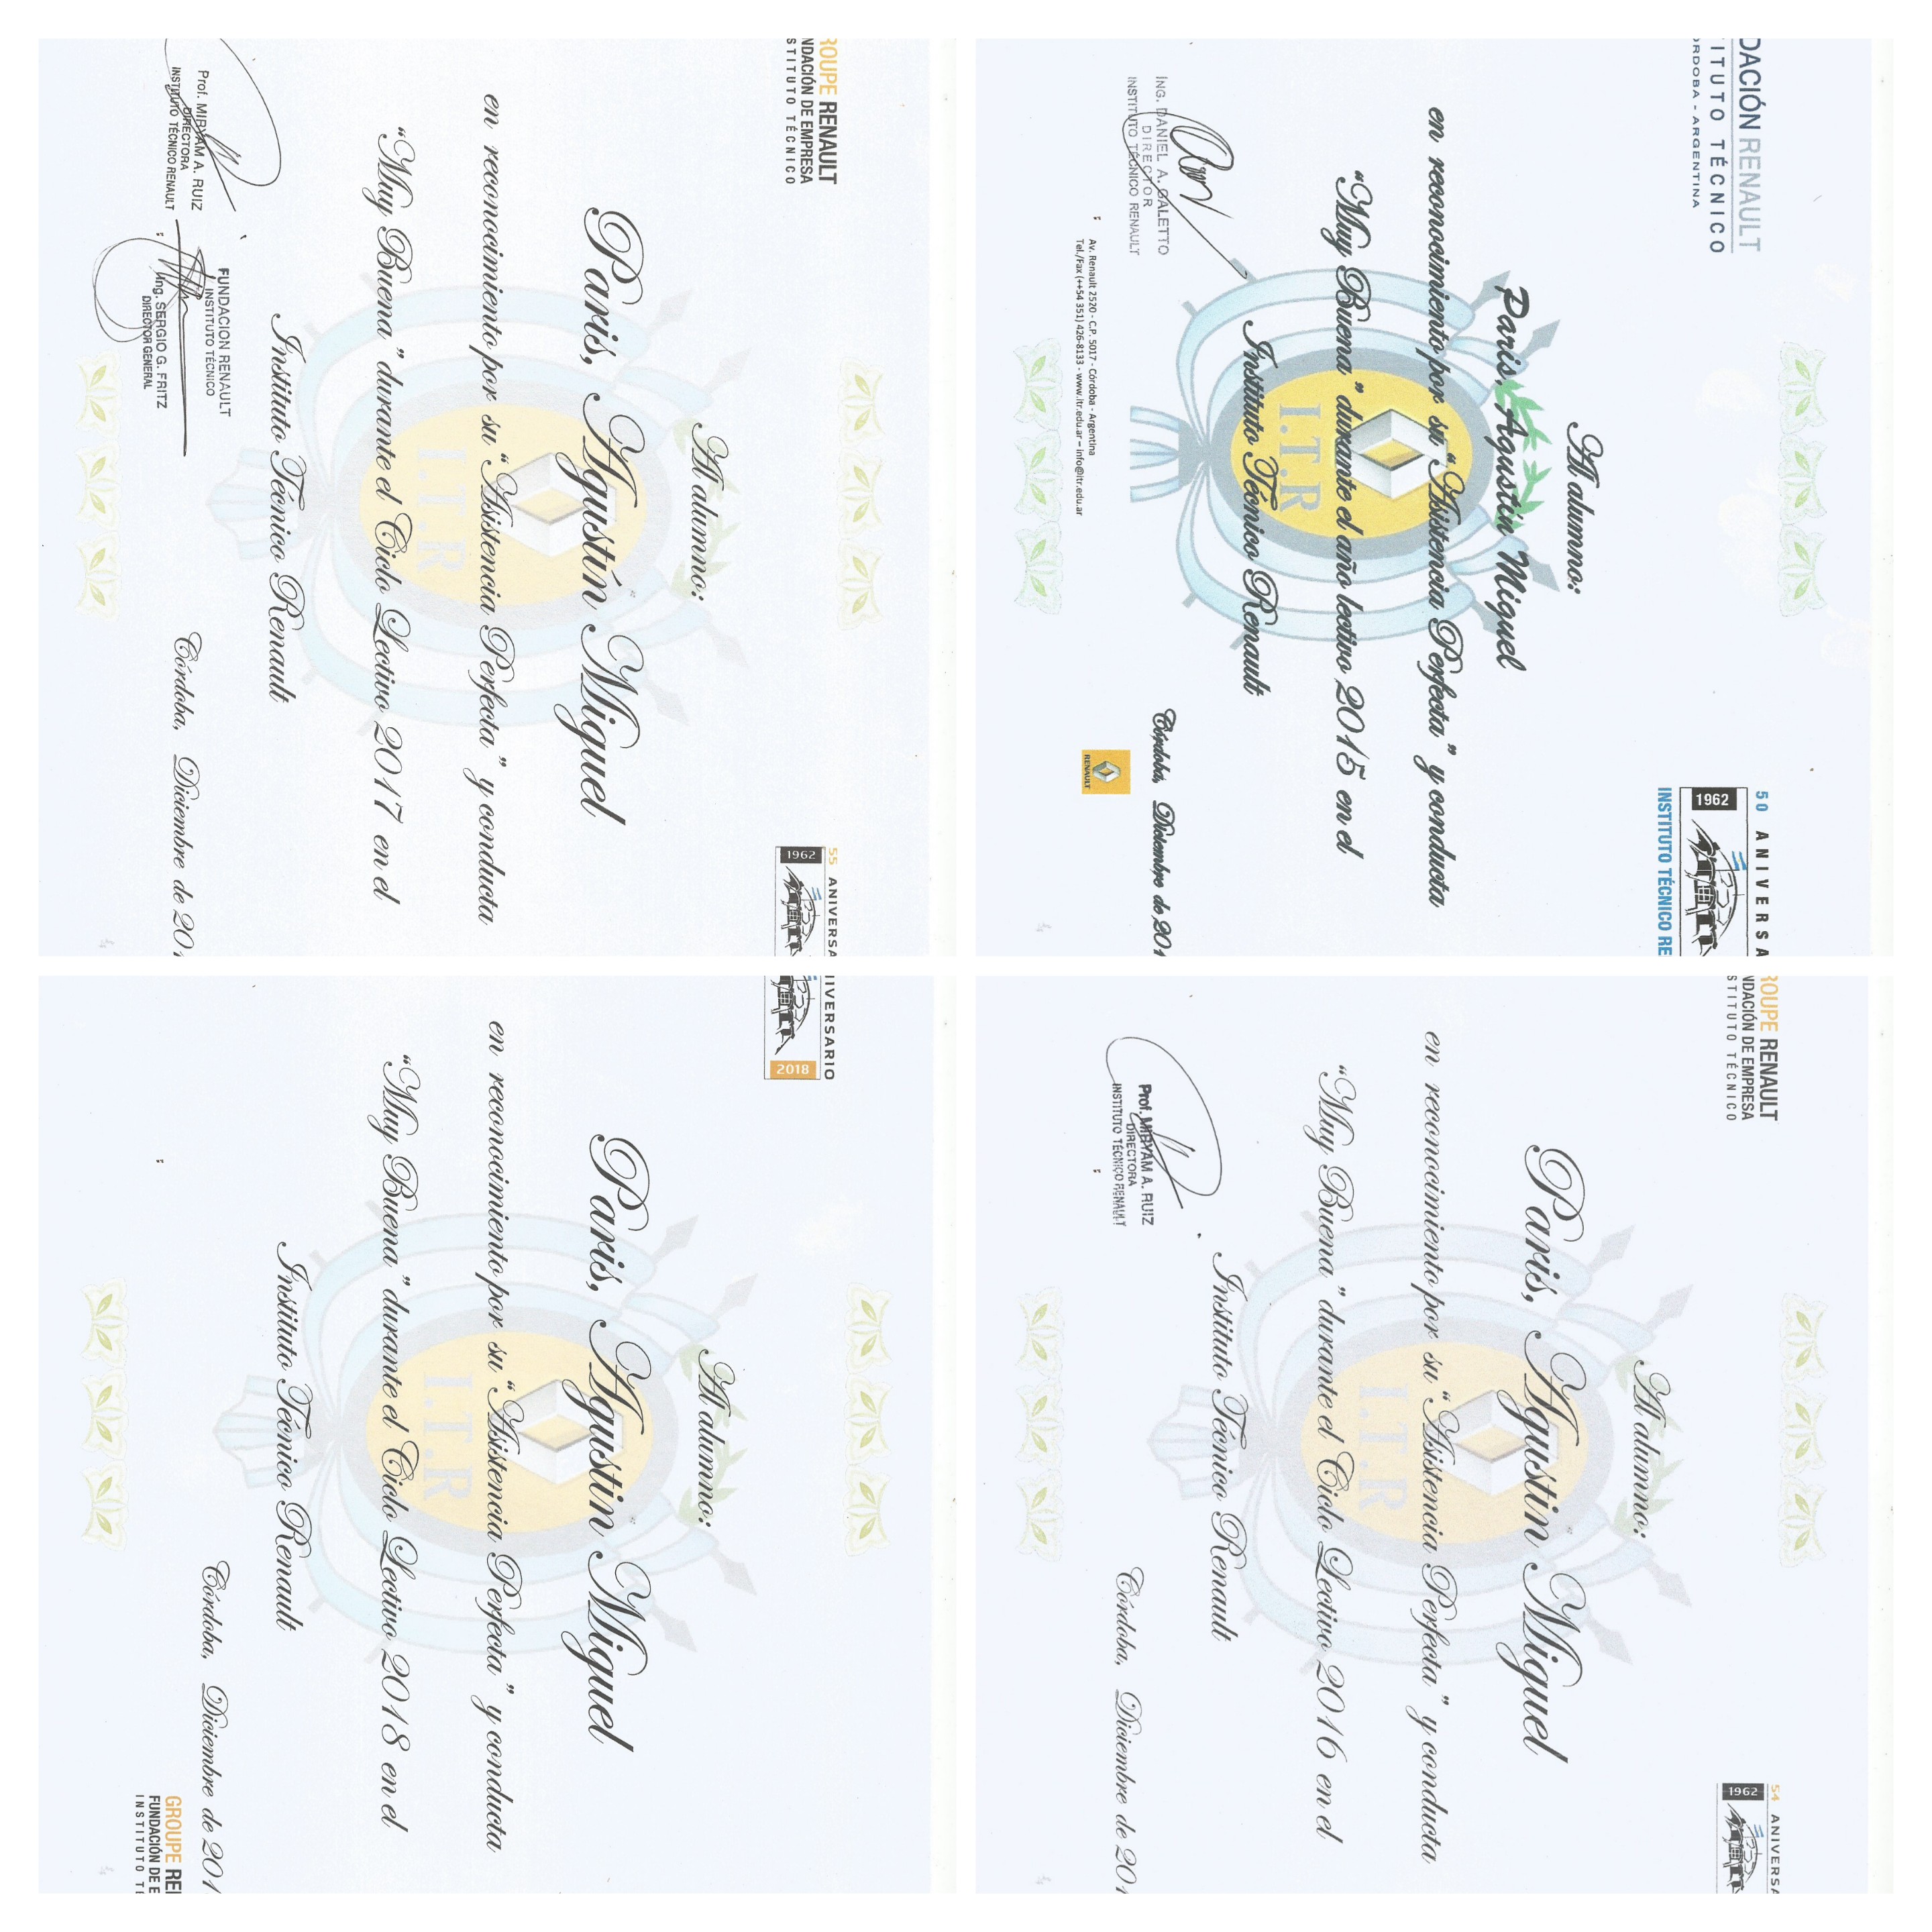 DACIÓN RENAULT
ITUTO TÉCNICO
RDOBA - ARGENTINA
50 ANIVERSA
1962
INSTITUTO TÉCNICO RE
Al alumno:
Paris, Agustín Miguel
en reconocimiento por su "Asistencia Perfecta" y conducta
"Muy Buena" durante el año lectivo 2015 en el
I.T.R
Instituto Técnico Renault
ING. DANIEL A. GALETTO
DIRECTOR
INSTITUTO TÉCNICO RENAULT
Córdoba, Diciembre de 201
Av. Renault 2520 - C.P. 5017 - Córdoba - Argentina
Tel./Fax (++54 351) 426-8133 - www.itr.edu.ar – info@itr.edu.ar
RENAULT
ROUPE RENAULT
NDACIÓN DE EMPRESA
STITUTO TÉCNICO
54 ANIVERSA
1962
Al alumno:
Paris, Agustin Miguel
en reconocimiento por su "Asistencia Perfecta" y conducta
I.T.R
"Muy Buena" durante el Ciclo Lectivo 2016 en el
Instituto Técnico Renault
Prof. MIRYAM A. RUIZ
DIRECTORA
INSTITUTO TÉCNICO RENAULT
Córdoba, Diciembre de 201
ROUPE RENAULT
NDACIÓN DE EMPRESA
STITUTO TÉCNICO
55 ANIVERSA
1962
Al alumno:
Paris, Agustín Miguel
en reconocimiento por su "Asistencia Perfecta" y conducta
I.T.R
"Muy Buena" durante el Ciclo Lectivo 2017 en el
Instituto Técnico Renault
Prof. MIRYAM A. RUIZ
DIRECTORA
INSTITUTO TÉCNICO RENAULT
FUNDACION RENAULT
INSTITUTO TÉCNICO
Ing. SERGIO G. FRITZ
DIRECTOR GENERAL
Córdoba, Diciembre de 201
IVERSARIO
2018
Al alumno:
Paris, Agustin Miguel
en reconocimiento por su "Asistencia Perfecta" y conducta
I.T.R
"Muy Buena" durante el Ciclo Lectivo 2018 en el
Instituto Técnico Renault
Córdoba, Diciembre de 201
GROUPE RE
FUNDACIÓN DE E
INSTITUTO TÉ